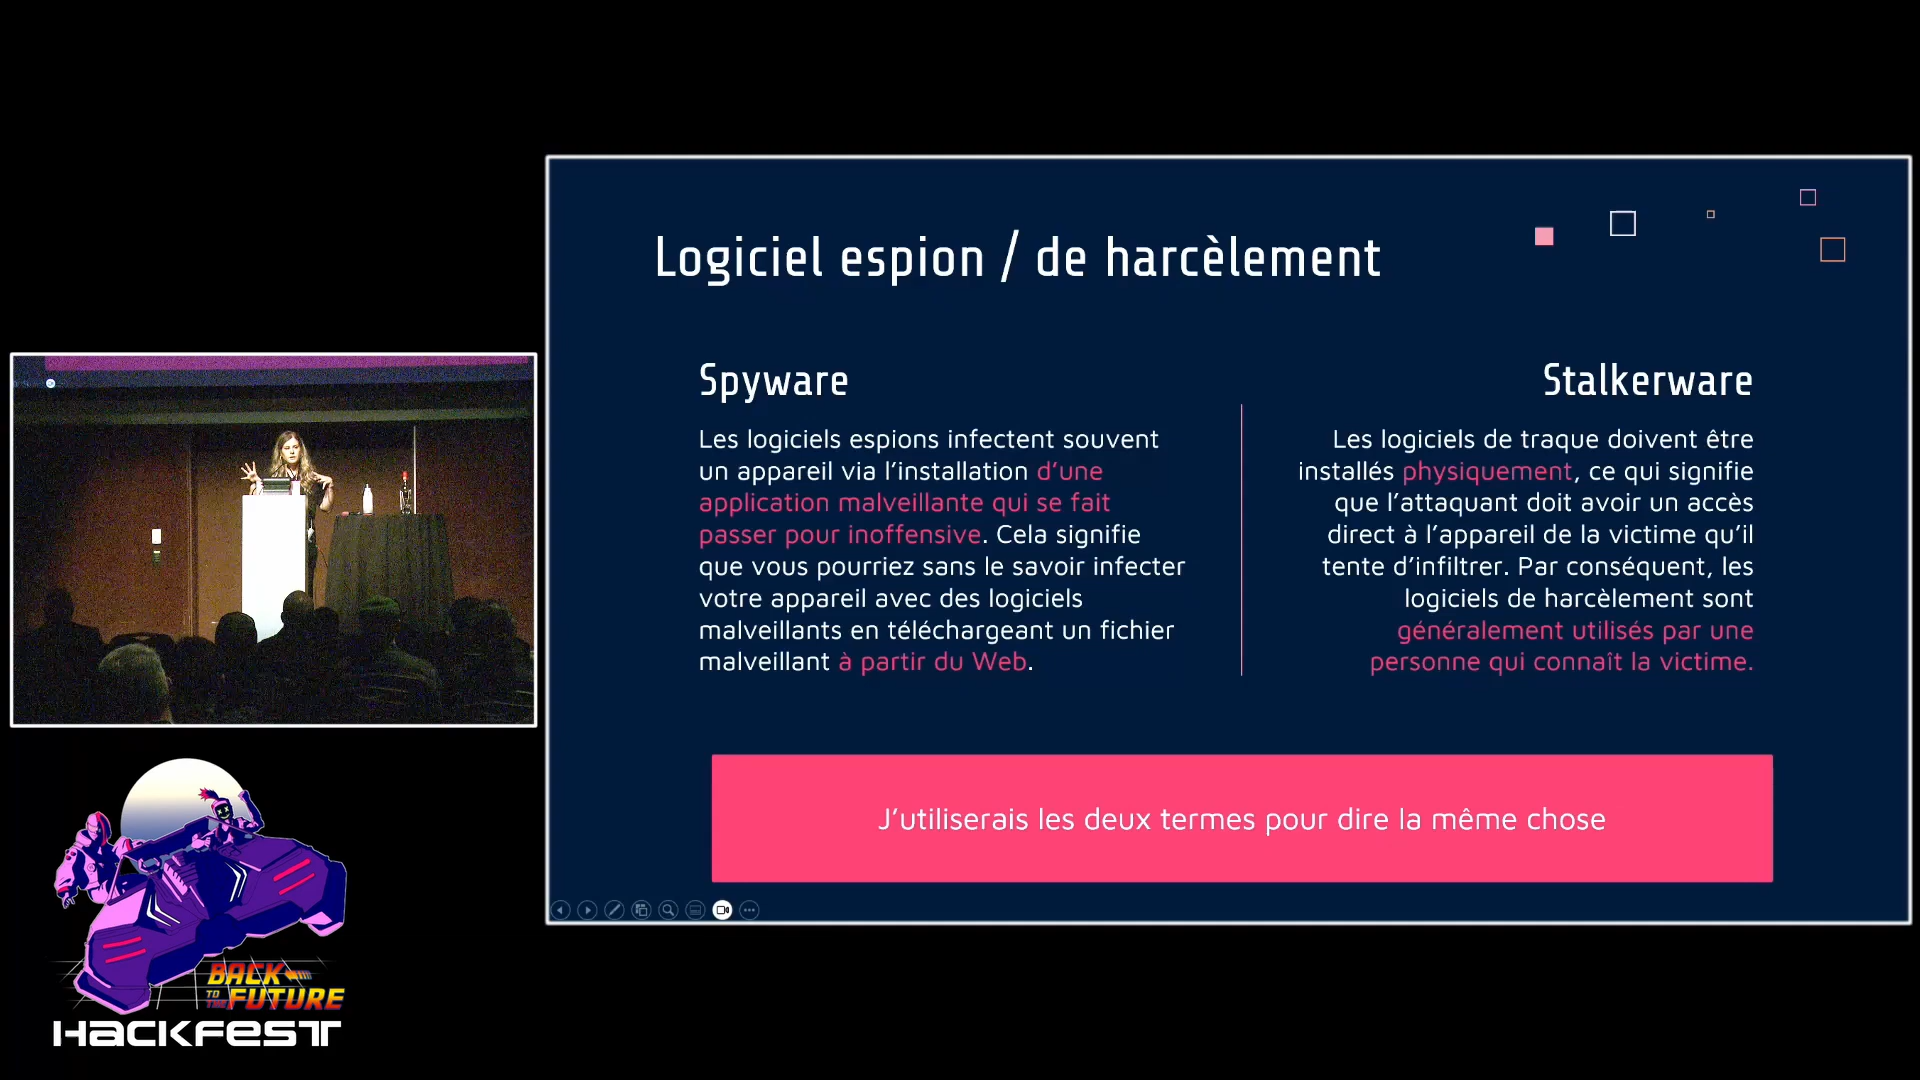 Logiciel espion / de harcèlement
Spyware
Les logiciels espions infectent souvent
un appareil via l'installation d'une
application malveillante qui se fait
passer pour inoffensive. Cela signifie
que vous pourriez sans le savoir infecter
votre appareil avec des logiciels
malveillants en téléchargeant un fichier
malveillant à partir du Web.
Stalkerware
Les logiciels de traque doivent être
installés physiquement, ce qui signifie
que l'attaquant doit avoir un accès
direct à l'appareil de la victime qu'il
tente d'infiltrer. Par conséquent, les
logiciels de harcèlement sont
généralement utilisés par une
personne qui connaît la victime.
J'utiliserais les deux termes pour dire la même chose
BACK
TO THE FUTURE
HACKFEST